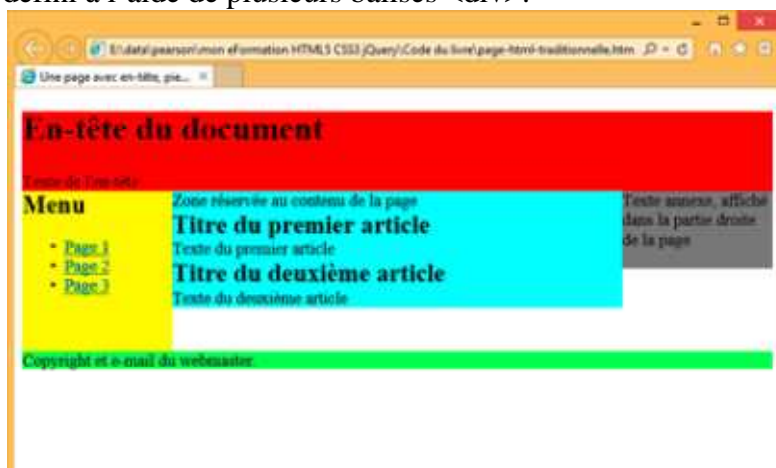 défini à l'aide de plusieurs balises <div>.
E:\data\pearson\mon eFormation HTML5 CSS3 jQuery\Code du livre\page-html-traditionnelle.htm
Une page avec en-tête, pie...
En-tête du document
Texte de l'en-tête
Menu
• Page 1
• Page 2
• Page 3
Zone réservée au contenu de la page
Titre du premier article
Texte du premier article
Titre du deuxième article
Texte du deuxième article
Texte annexe, affiché
dans la partie droite
de la page
Copyright et e-mail du webmaster.